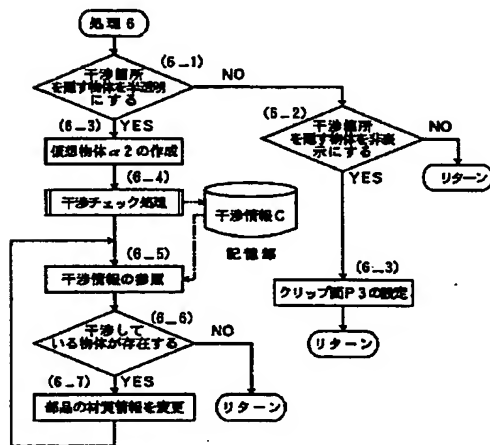 処理6
(6_1)
干渉箇所
を隠す物体を半透明
にする
NO
(6_3) YES
仮想物体α2の作成
(6_4)
干渉チェック処理
干渉情報C
記憶部
(6_5)
干渉情報の参照
(6_6)
干渉して
いる物体が存在する
NO
(6_7) YES
部品の材質情報を変更
リターン
(6_2)
干渉箇所
を隠す物体を非表
示にする
NO
リターン
YES
(6_3)
クリップ面P3の設定
リターン